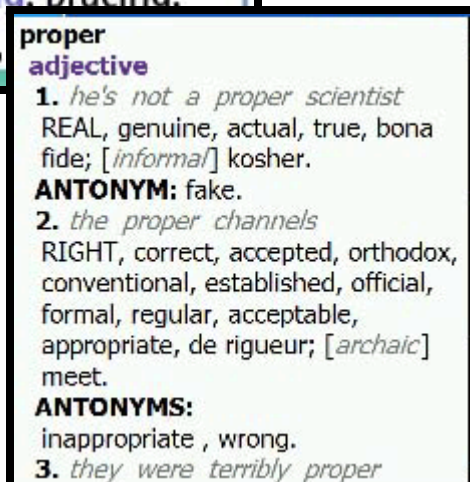 bracing.
proper
adjective
1. he's not a proper scientist
REAL, genuine, actual, true, bona
fide; [informal] kosher.
ANTONYM: fake.
2. the proper channels
RIGHT, correct, accepted, orthodox,
conventional, established, official,
formal, regular, acceptable,
appropriate, de rigueur; [archaic]
meet.
ANTONYMS:
inappropriate , wrong.
3. they were terribly proper